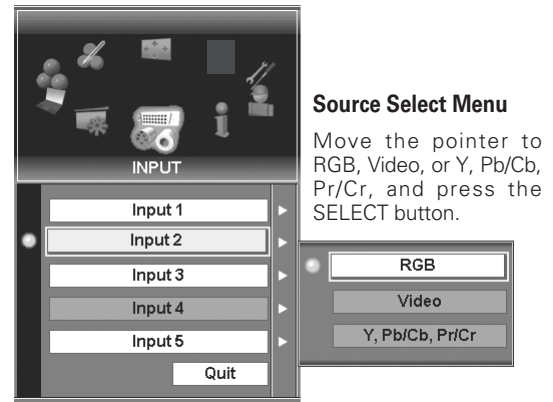 INPUT
Input 1
Input 2
Input 3
Input 4
Input 5
Quit
Source Select Menu
Move the pointer to
RGB, Video, or Y, Pb/Cb,
Pr/Cr, and press the
SELECT button.
RGB
Video
Y, Pb/Cb, Pr/Cr